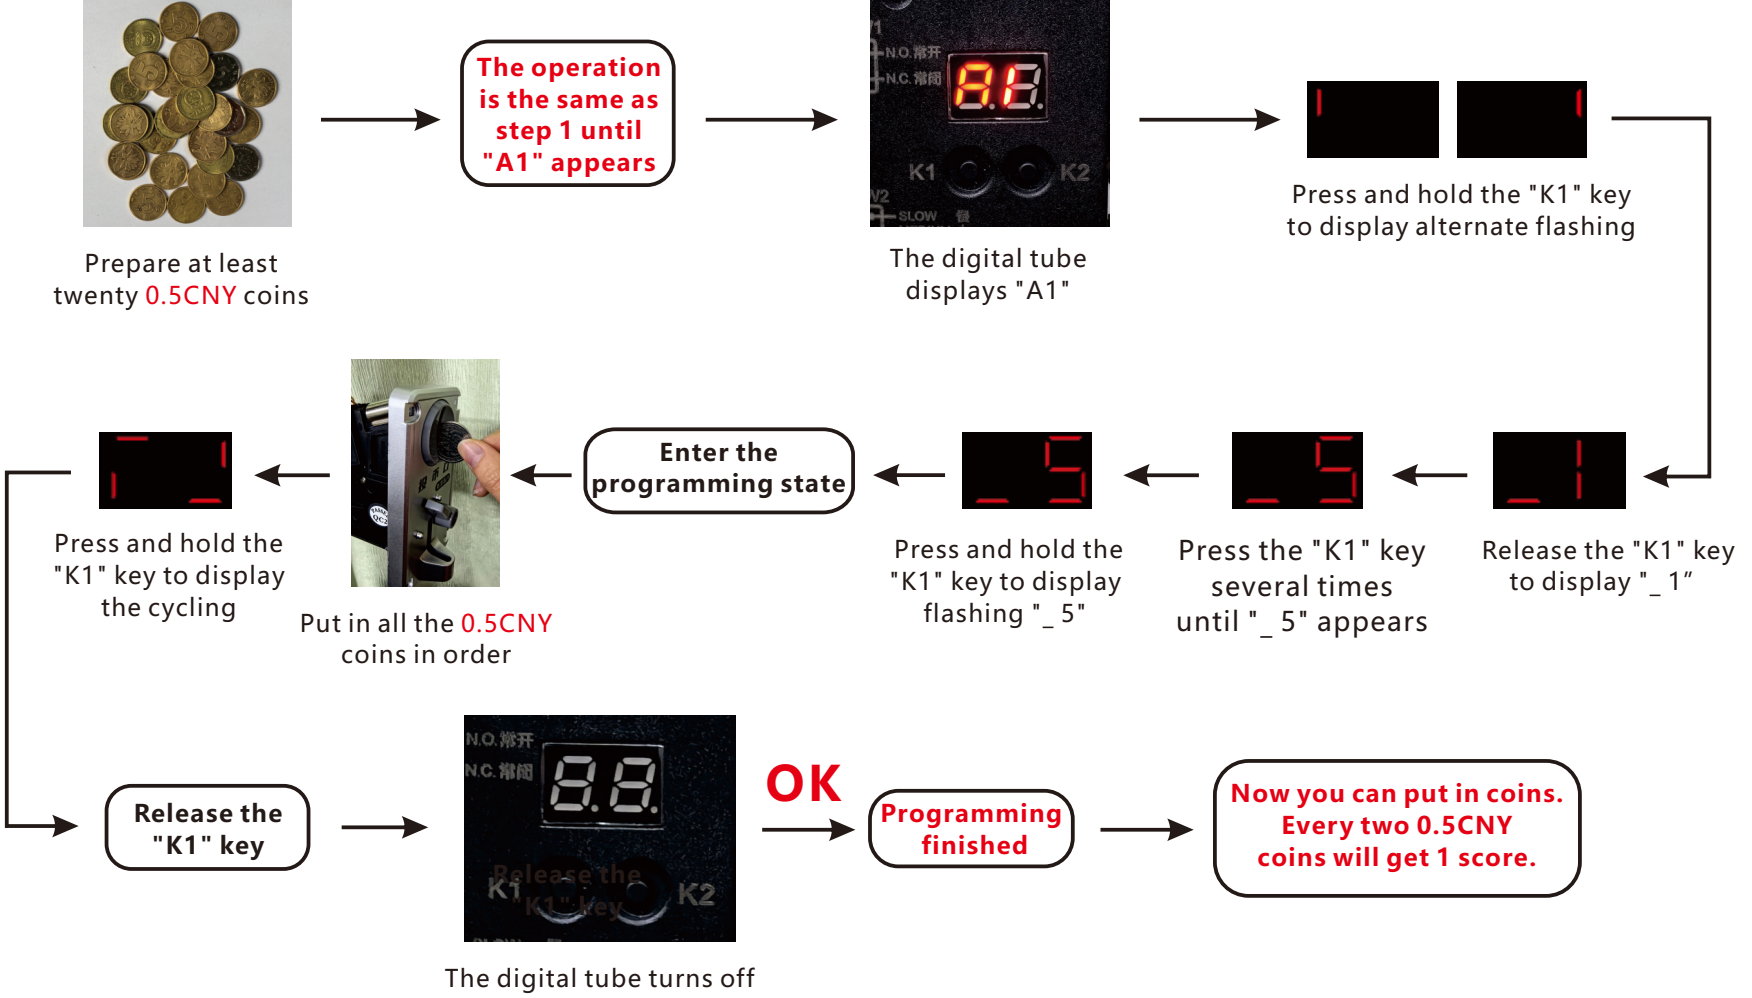 Prepare at least
twenty 0.5CNY coins
The operation
is the same as
step 1 until
"A1" appears
N.O.常开
N.C.常闭
A1
K1
K2
SLOW
The digital tube
displays "A1"
Press and hold the "K1" key
to display alternate flashing
Release the "K1" key
to display "_ 1”
Press the "K1" key
several times
until "_ 5" appears
Press and hold the
"K1" key to display
flashing "_ 5"
Enter the
programming state
Put in all the 0.5CNY
coins in order
Press and hold the
"K1" key to display
the cycling
Release the
"K1" key
N.O.常开
N.C.常闭
Release the
"K1" key
K1
K2
The digital tube turns off
OK
Programming
finished
Now you can put in coins.
Every two 0.5CNY
coins will get 1 score.